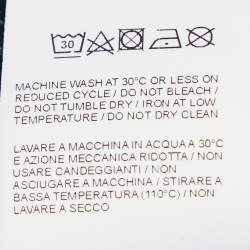 30
MACHINE WASH AT 30°C OR LESS ON
REDUCED CYCLE / DO NOT BLEACH /
DO NOT TUMBLE DRY / IRON AT LOW
TEMPERATURE / DO NOT DRY CLEAN
LAVARE A MACCHINA IN ACQUA A 30°C
E AZIONE MECCANICA RIDOTTA / NON
USARE CANDEGGIANTI / NON
ASCIUGARE A MACCHINA / STIRARE A
BASSA TEMPERATURA (110°C) / NON
LAVARE A SECCO